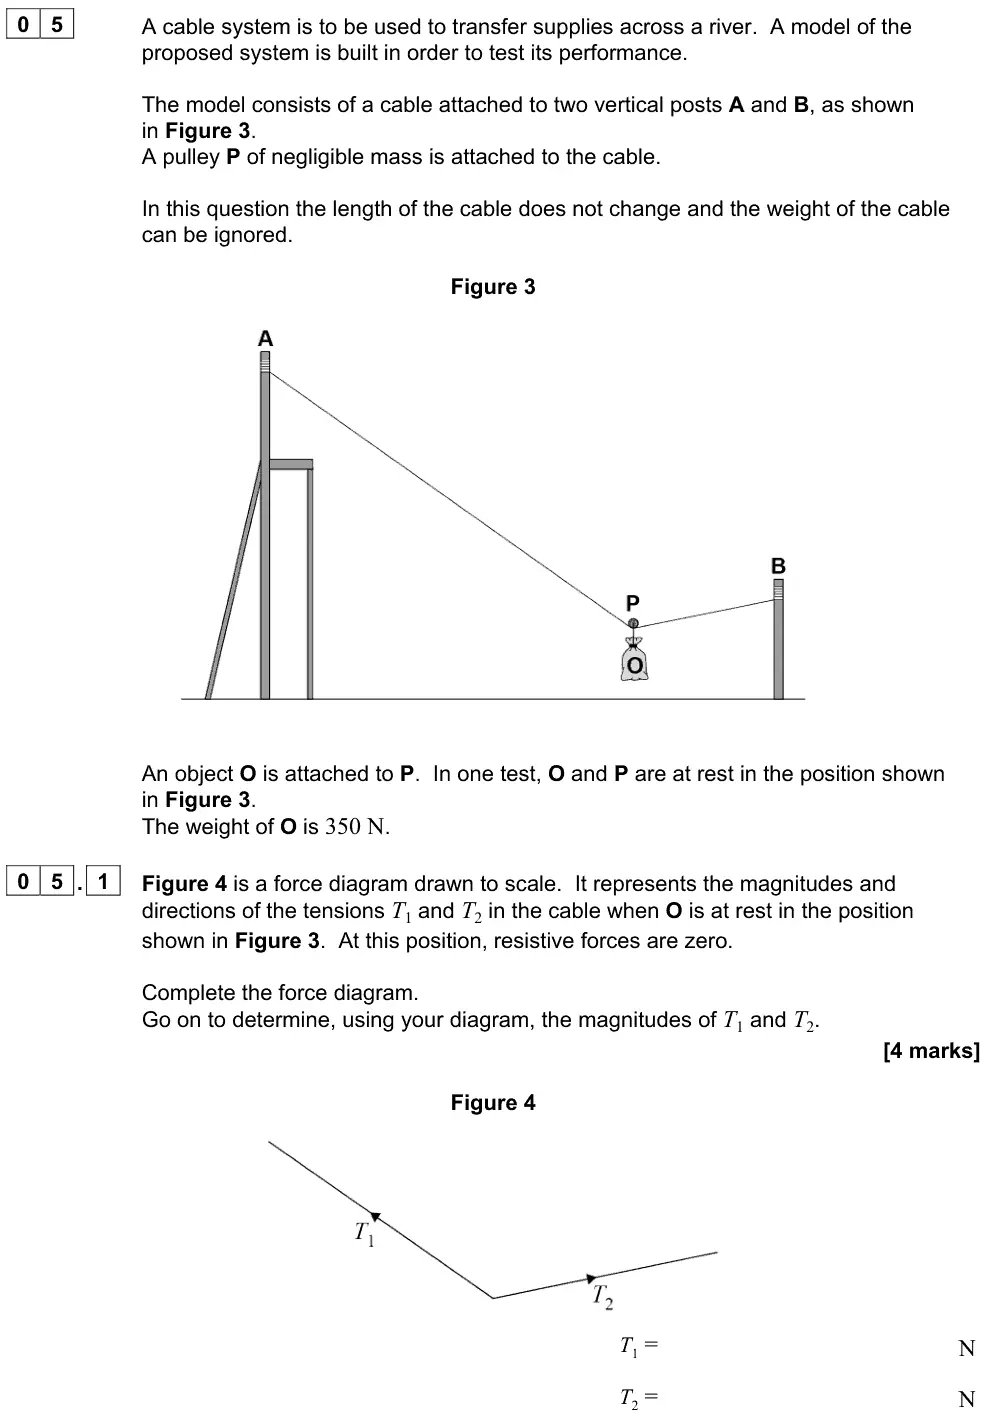 0 5 A cable system is to be used to transfer supplies across a river. A model of the
proposed system is built in order to test its performance.
The model consists of a cable attached to two vertical posts A and B, as shown
in Figure 3.
A pulley P of negligible mass is attached to the cable.
In this question the length of the cable does not change and the weight of the cable
can be ignored.
Figure 3
A
B
P
O
An object O is attached to P. In one test, O and P are at rest in the position shown
in Figure 3.
The weight of O is 350 N.
0 5 . 1 Figure 4 is a force diagram drawn to scale. It represents the magnitudes and
directions of the tensions T₁ and T₂ in the cable when O is at rest in the position
shown in Figure 3. At this position, resistive forces are zero.
Complete the force diagram.
Go on to determine, using your diagram, the magnitudes of T₁ and T₂.
[4 marks]
Figure 4
T₁
T₂
T₁ = N
T₂ = N